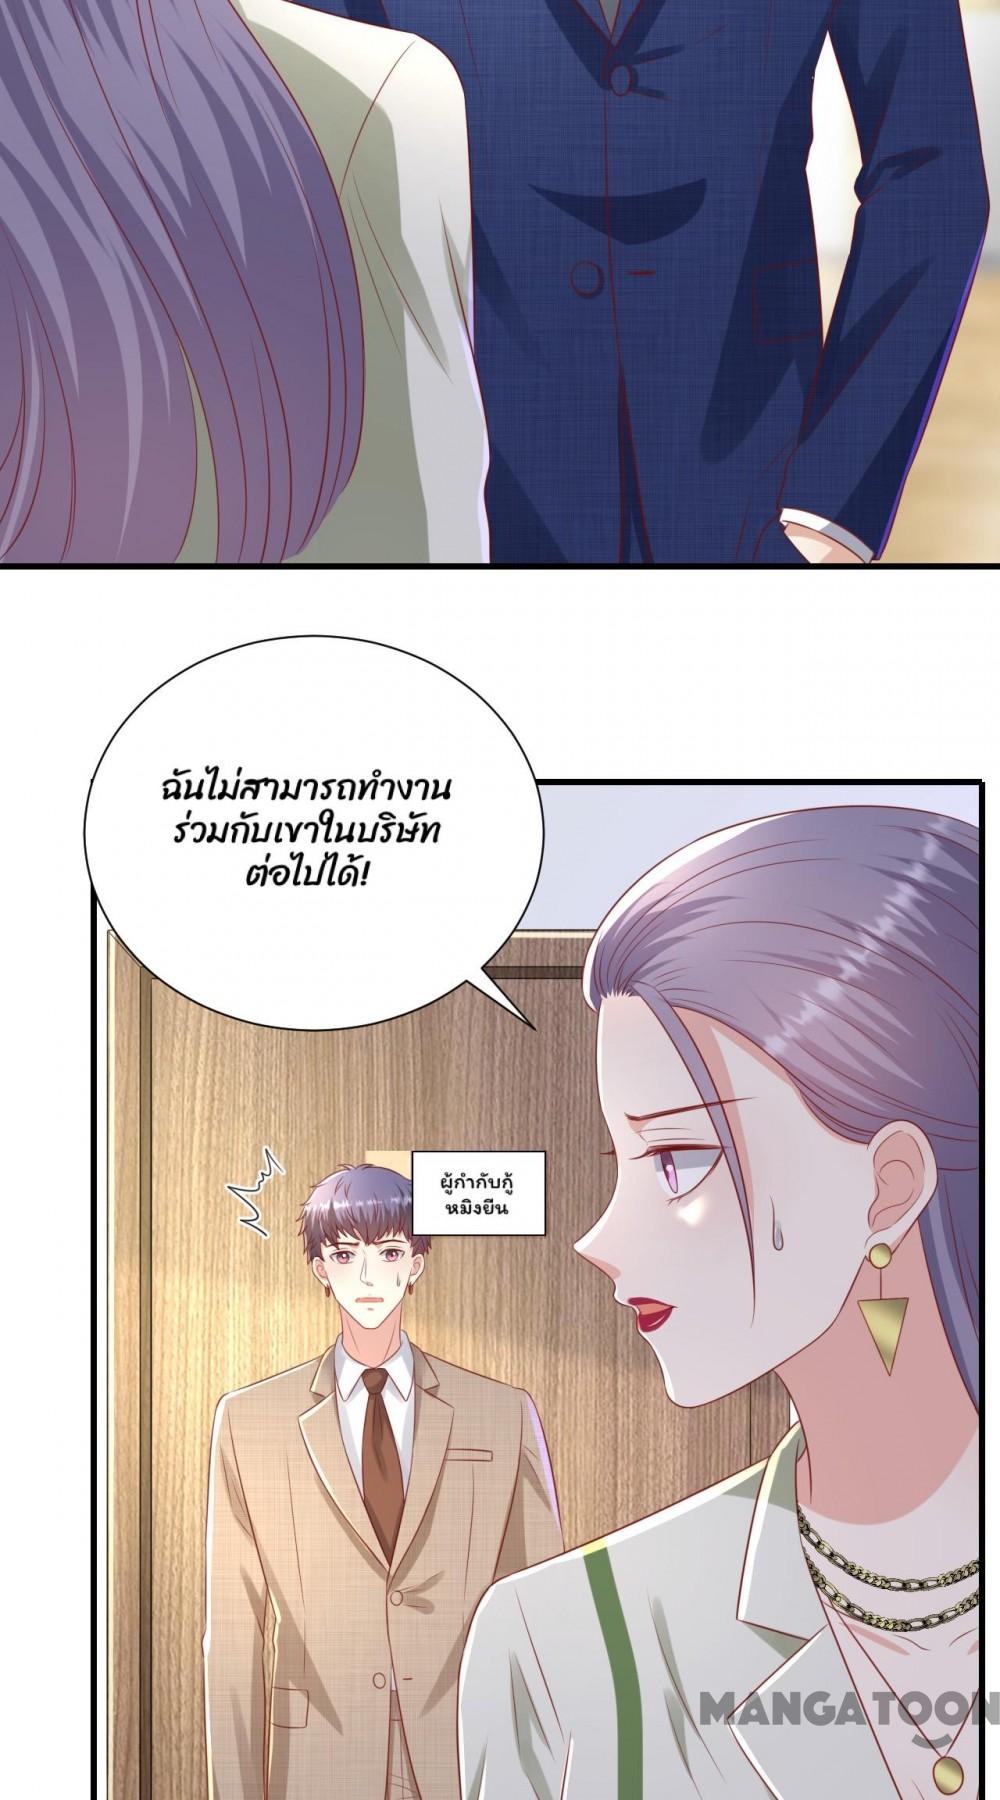 ฉันไม่สามารถทำงาน
ร่วมกับเขาในบริษัท
ต่อไปได้!
ผู้กำกับกู้
หมิงยีน
MANGATOON